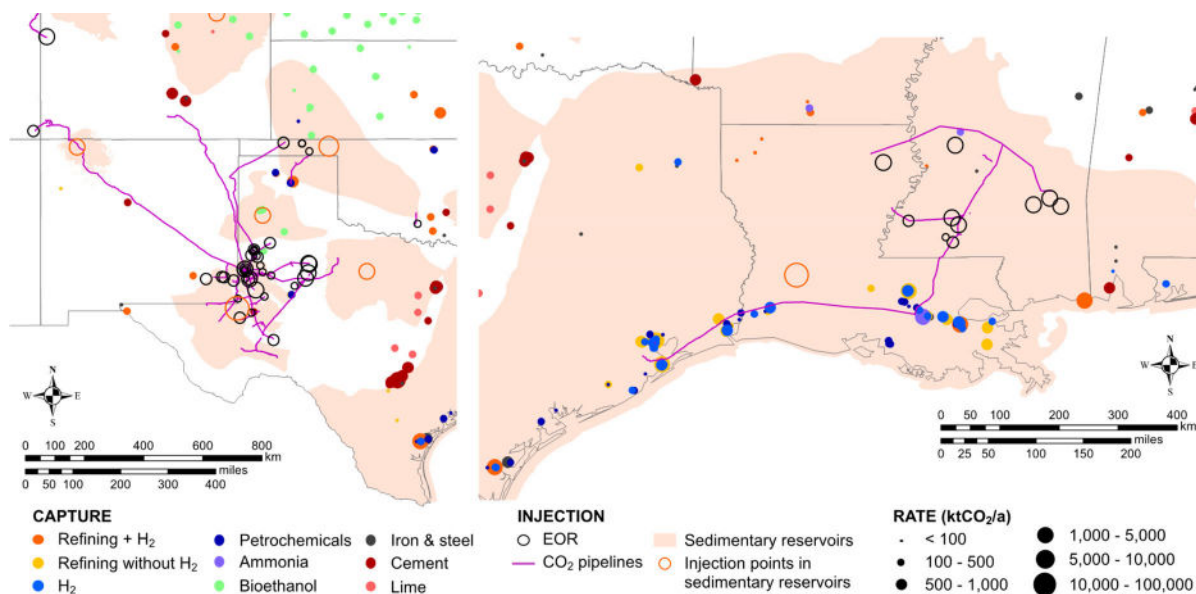 N
W E
S
0 100 200 400 600 800
km
miles
0 50 100 200 300 400
N
W E
S
0 50 100 200 300 400
km
miles
0 25 50 100 150 200
CAPTURE
Refining + H₂
Refining without H₂
H₂
Petrochemicals
Ammonia
Bioethanol
Iron & steel
Cement
Lime
INJECTION
EOR
CO₂ pipelines
Sedimentary reservoirs
Injection points in
sedimentary reservoirs
RATE (ktCO₂/a)
< 100
100 - 500
500 - 1,000
1,000 - 5,000
5,000 - 10,000
10,000 - 100,000